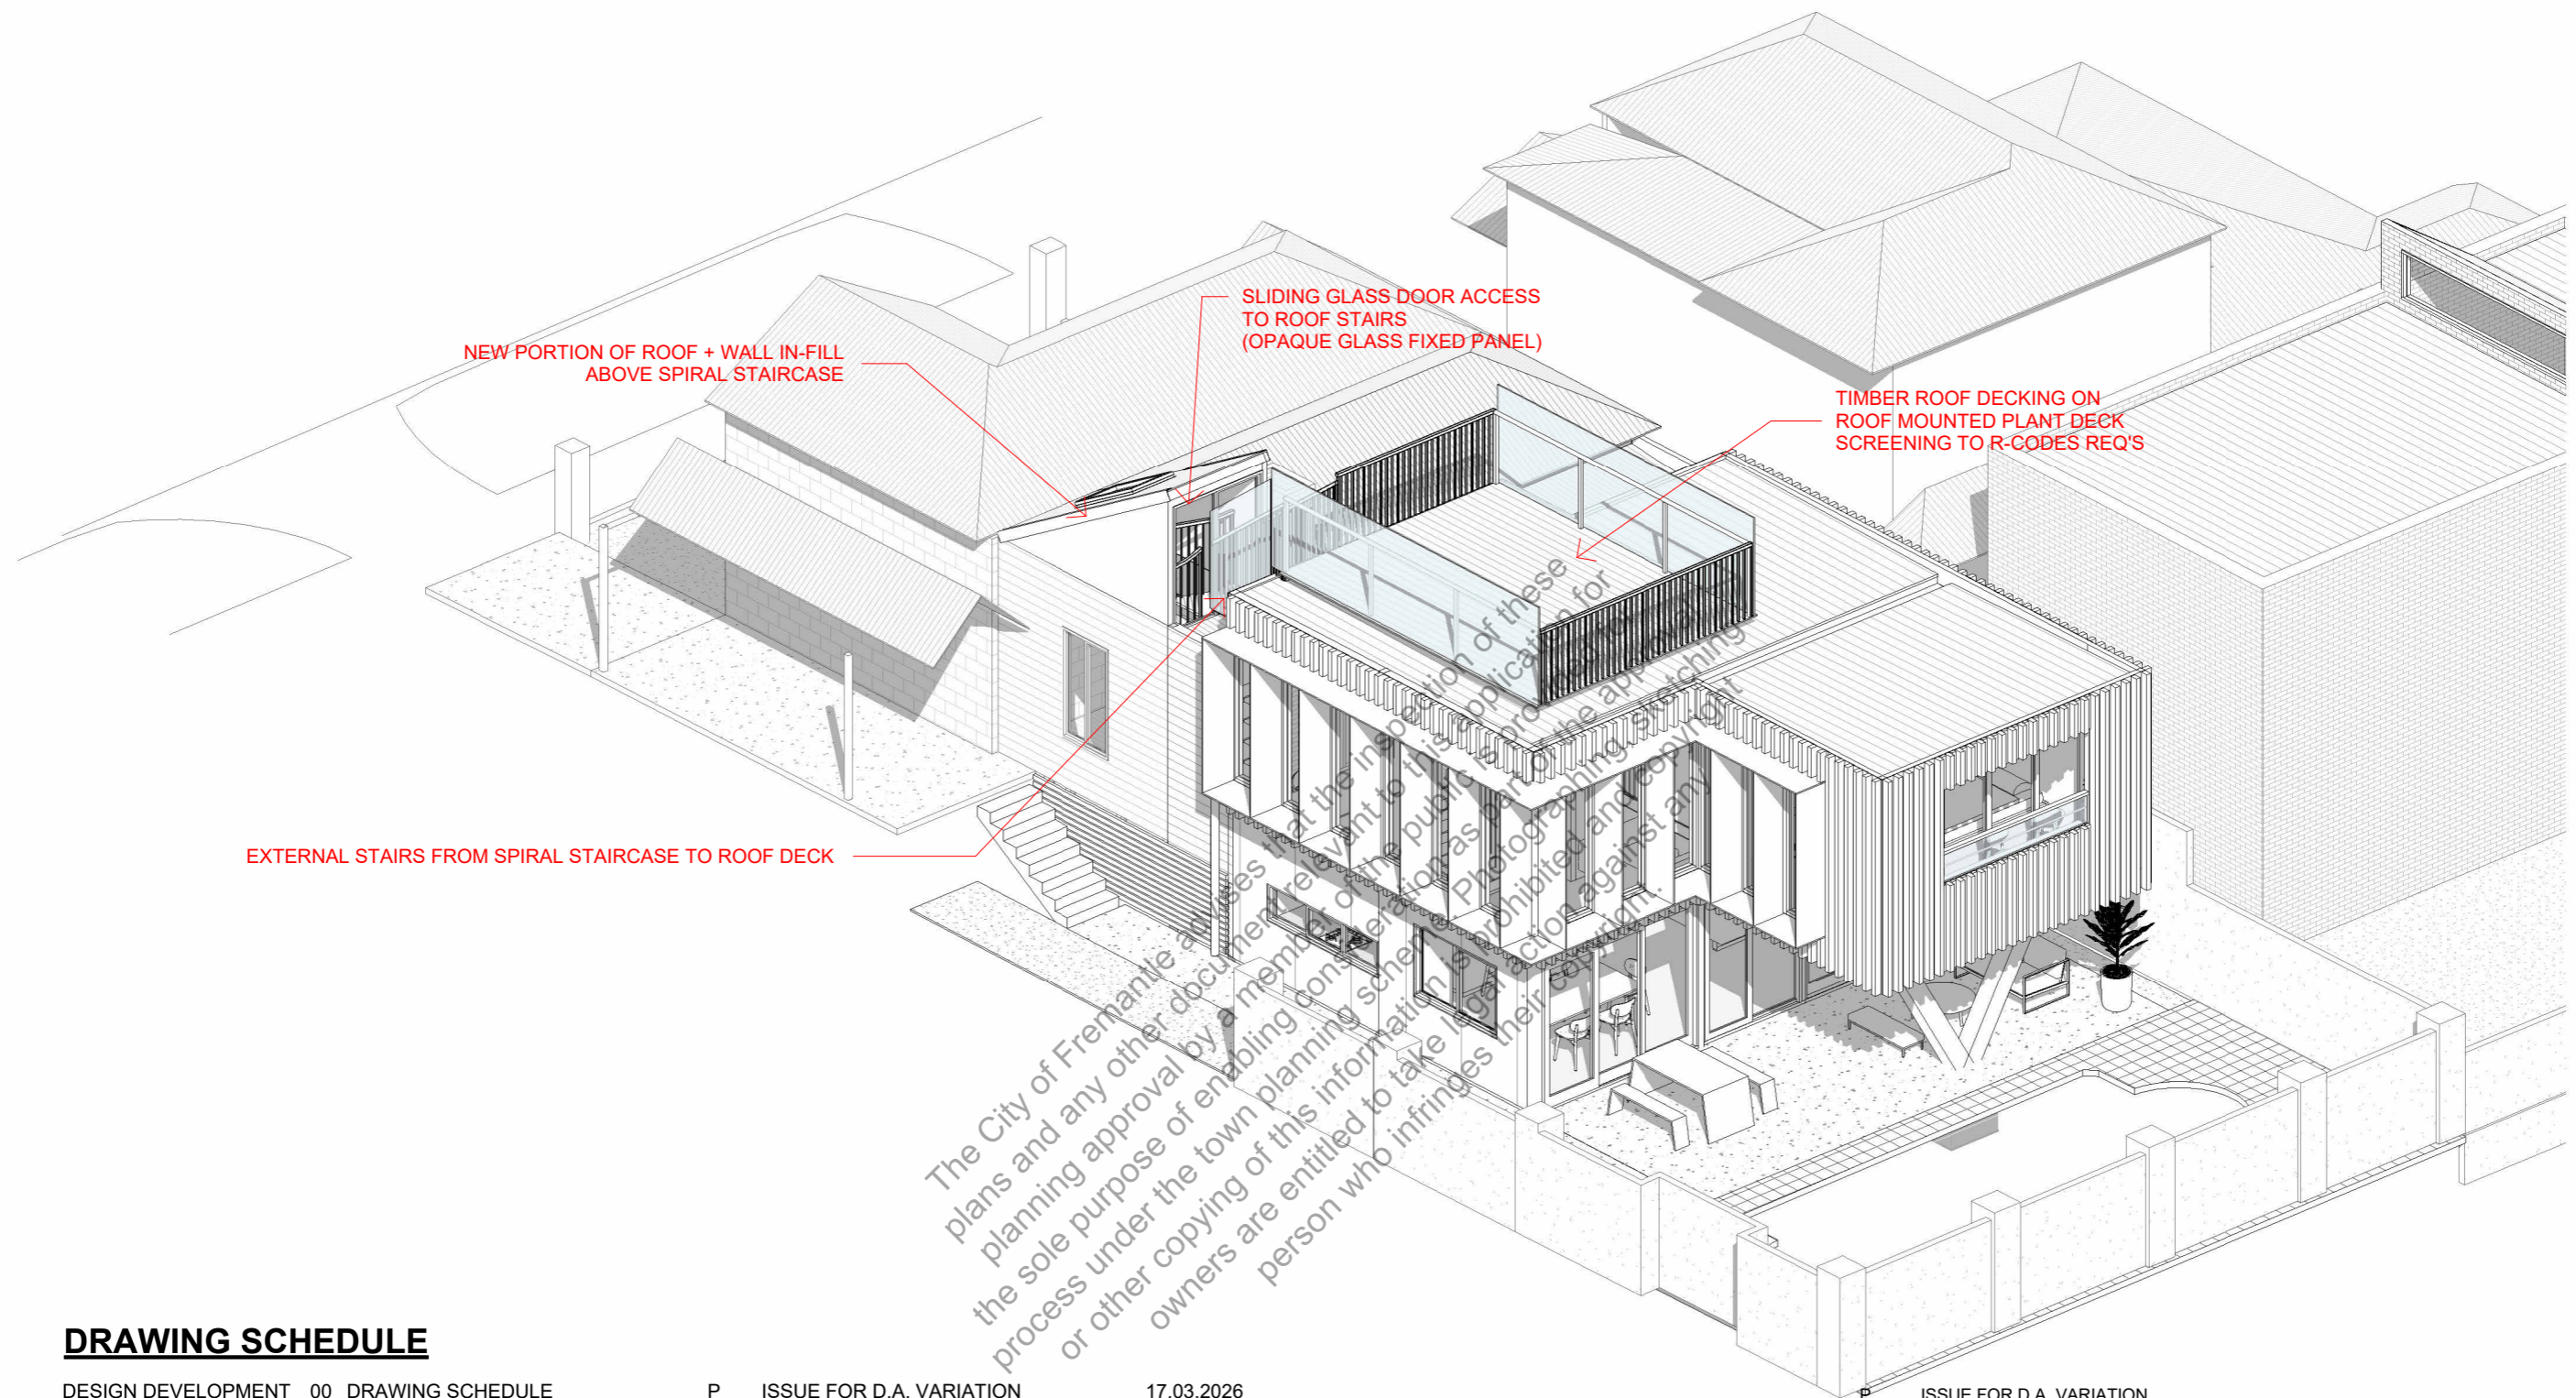 SLIDING GLASS DOOR ACCESS
TO ROOF STAIRS
(OPAQUE GLASS FIXED PANEL)
NEW PORTION OF ROOF + WALL IN-FILL
ABOVE SPIRAL STAIRCASE
TIMBER ROOF DECKING ON
ROOF MOUNTED PLANT DECK
SCREENING TO R-CODES REQ'S
EXTERNAL STAIRS FROM SPIRAL STAIRCASE TO ROOF DECK
The City of Fremantle advises that at the inspection of these
plans and any other document relevant to this application for
planning approval by a member of the public is provided for
the sole purpose of enabling consideration as part of the approval
process under the town planning scheme. Photographing, sketching
or other copying of this information is prohibited and copyright
owners are entitled to take legal action against any
person who infringes their copyright.
DRAWING SCHEDULE
DESIGN DEVELOPMENT 00 DRAWING SCHEDULE P ISSUE FOR D.A. VARIATION 17.03.2026
P ISSUE FOR D.A. VARIATION